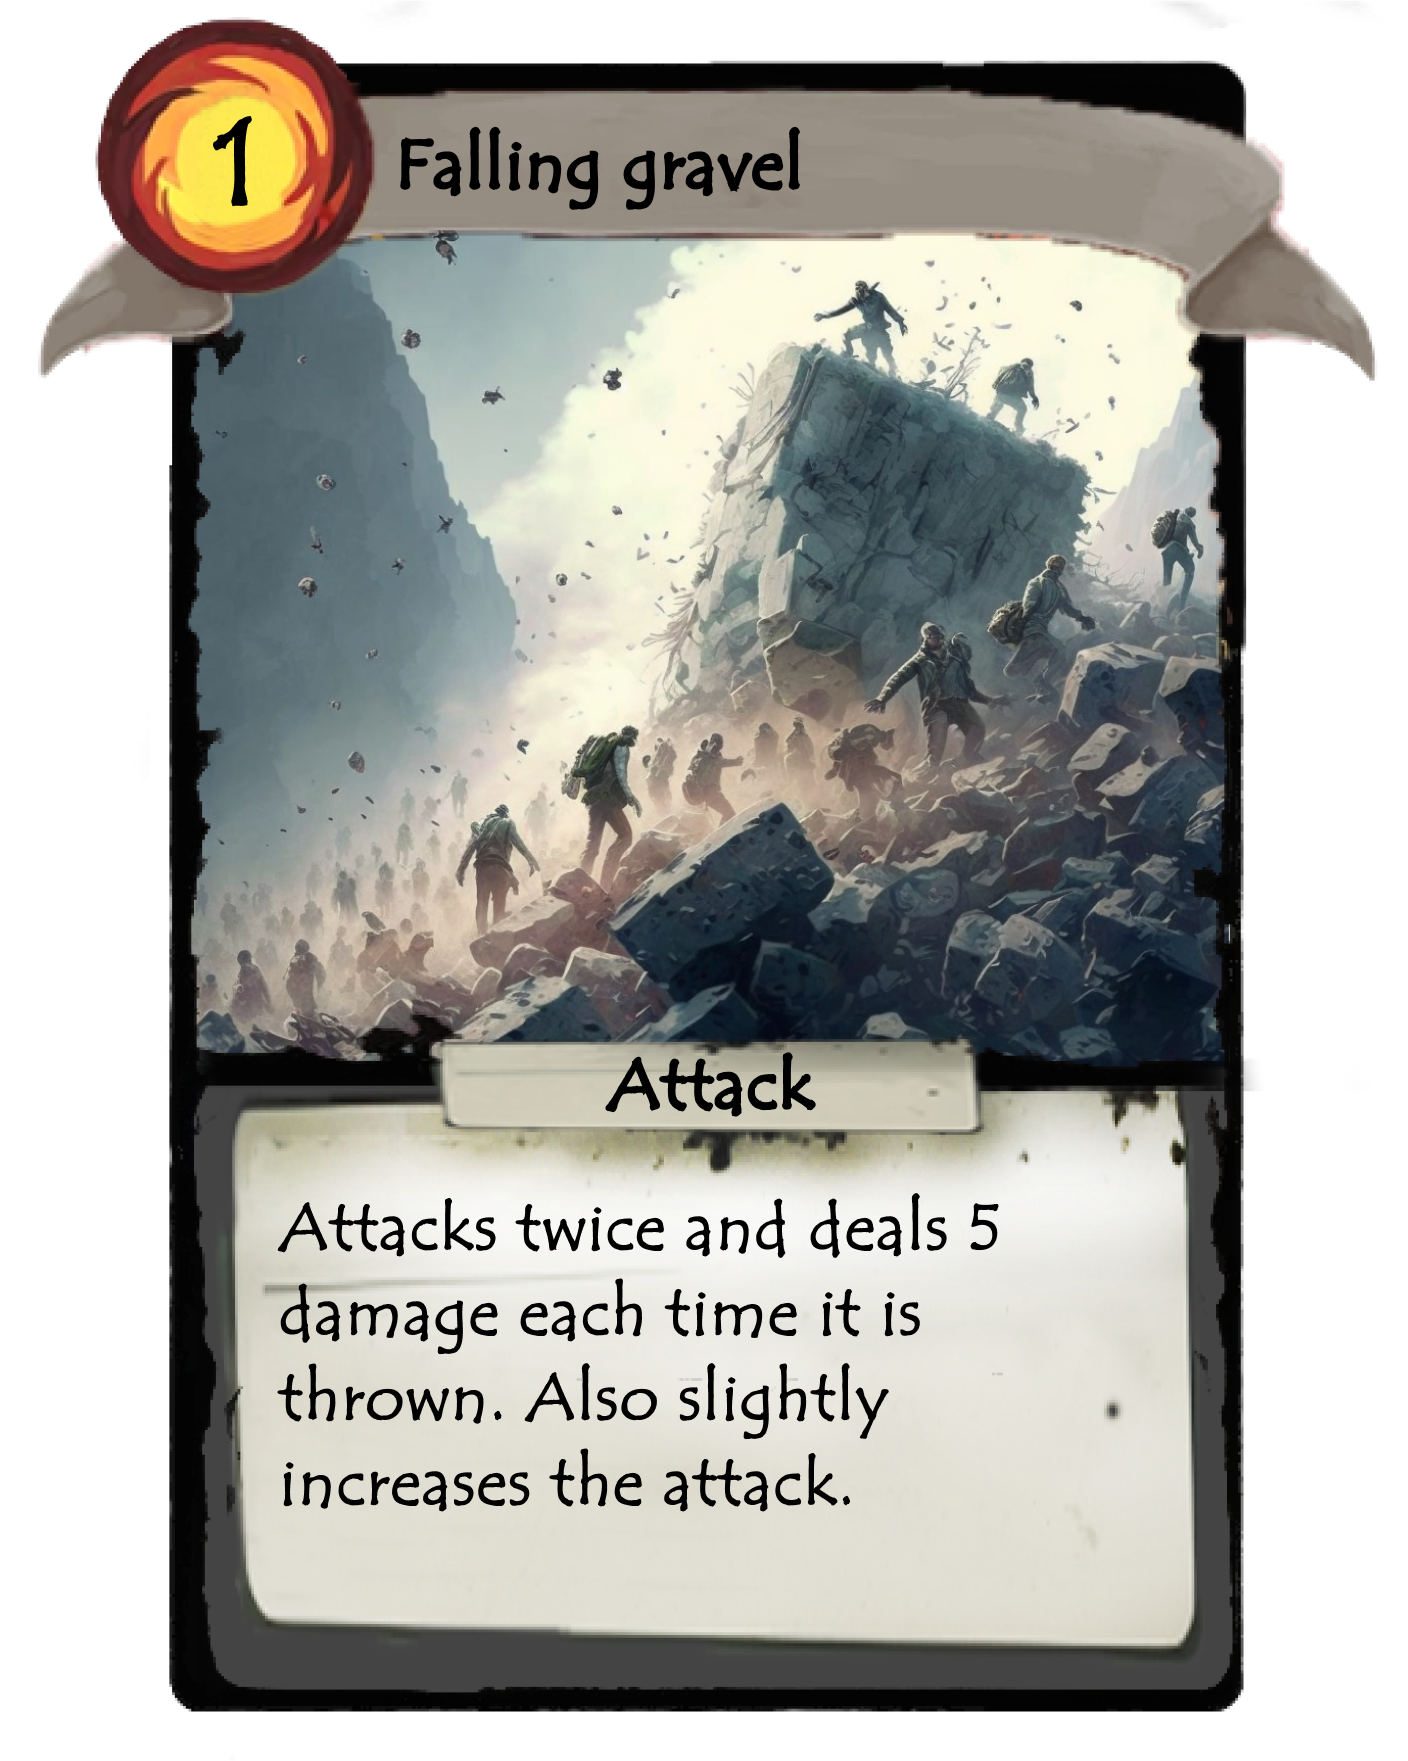 1
Falling gravel
Attack
Attacks twice and deals 5
damage each time it is
thrown. Also slightly
increases the attack.